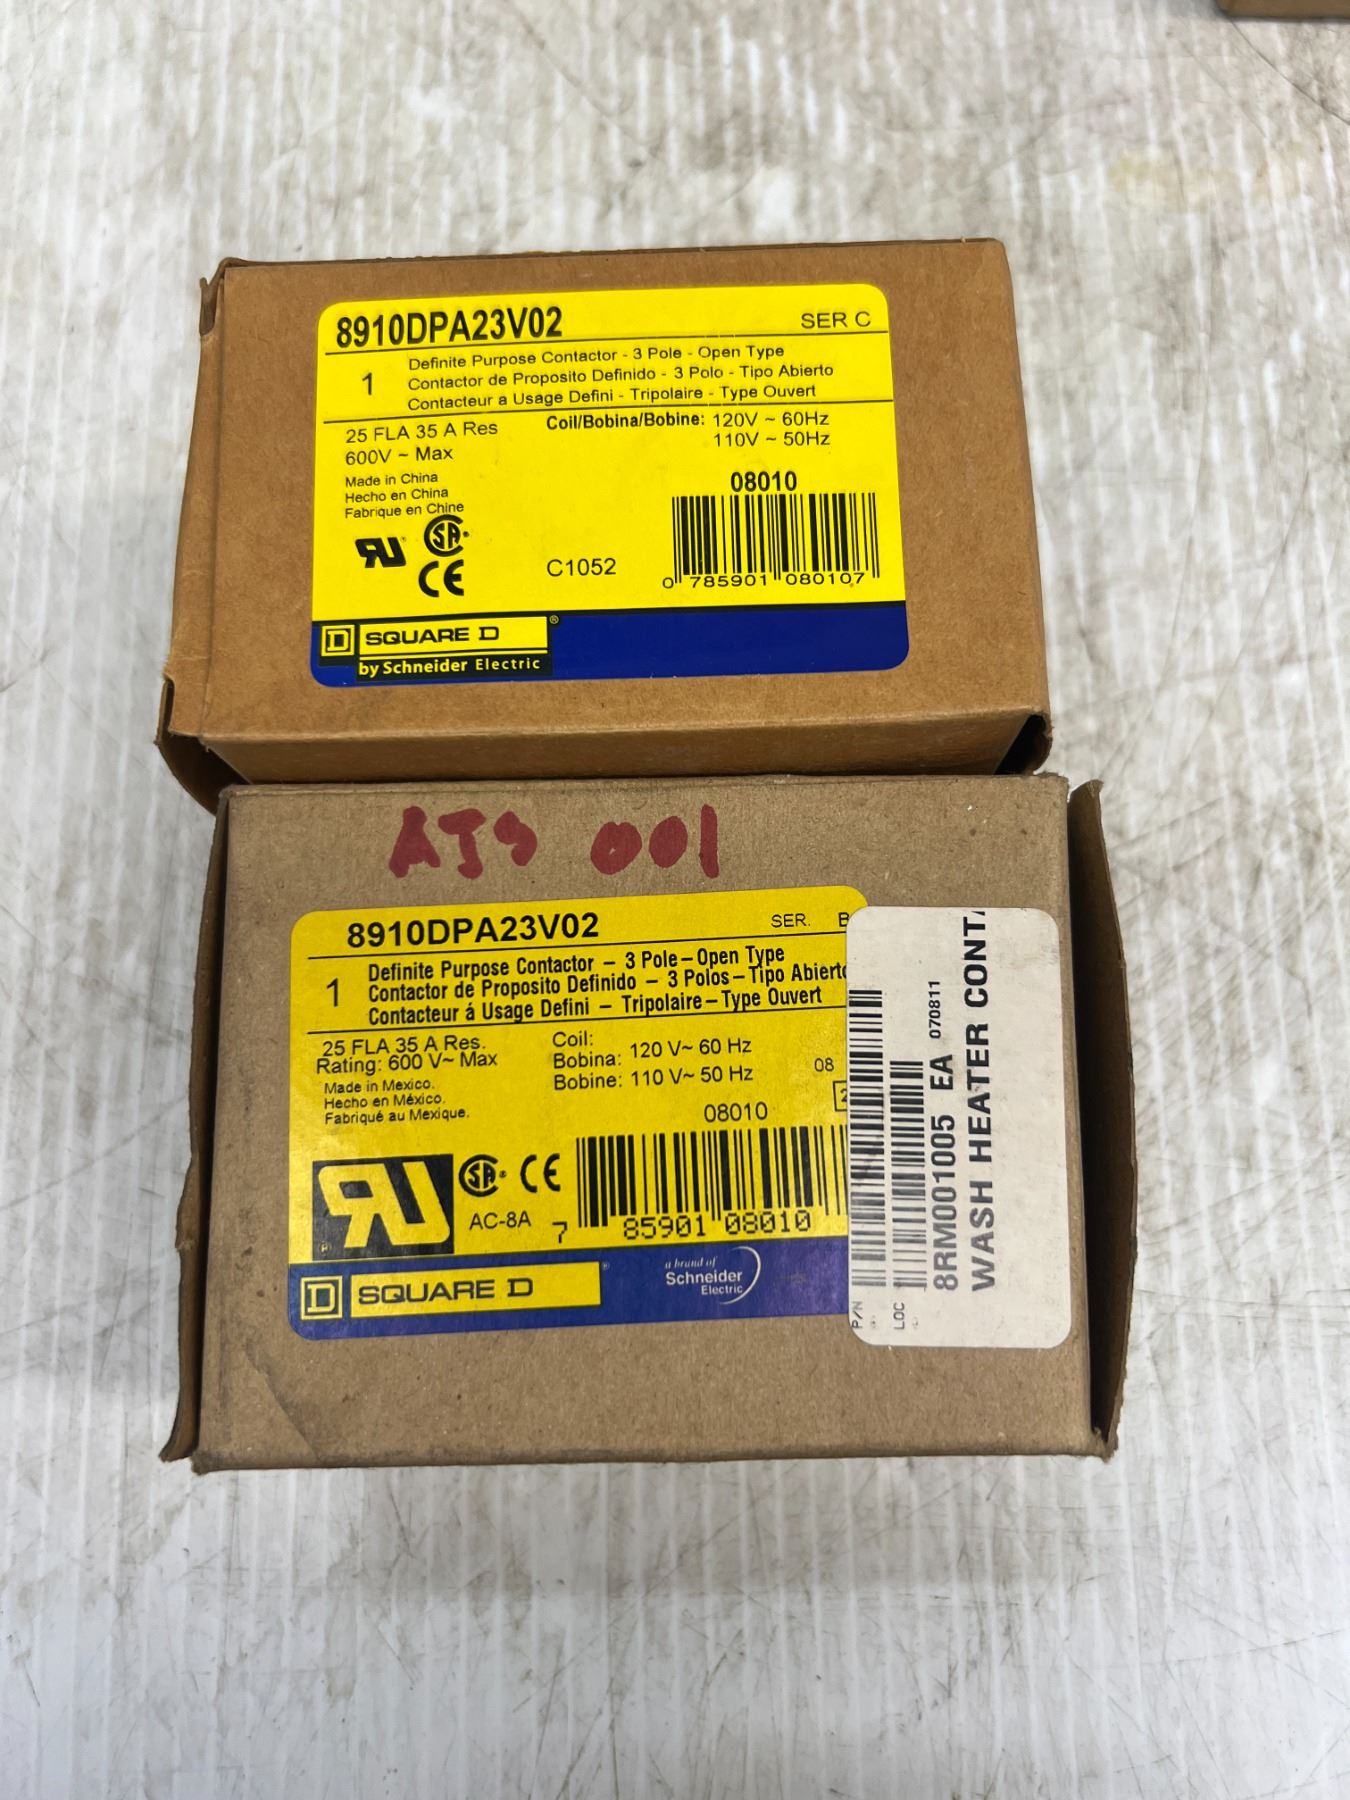 8910DPA23V02 SER C
1
Definite Purpose Contactor - 3 Pole - Open Type
Contactor de Proposito Definido - 3 Polo - Tipo Abierto
Contacteur a Usage Defini - Tripolaire - Type Ouvert
25 FLA 35 A Res
600V ~ Max
Coil/Bobina/Bobine: 120V ~ 60Hz
110V ~ 50Hz
Made in China
Hecho en China
Fabrique en Chine
08010
C1052
0 785901 080107
D SQUARE D ®
by Schneider Electric
001
8910DPA23V02 SER. B
1
Definite Purpose Contactor – 3 Pole – Open Type
Contactor de Proposito Definido – 3 Polos – Tipo Abierto
Contacteur á Usage Defini – Tripolaire – Type Ouvert
25 FLA 35 A Res.
Rating: 600 V~ Max
Coil:
Bobina: 120 V~ 60 Hz
Bobine: 110 V~ 50 Hz
08
2
Made in Mexico.
Hecho en México.
Fabriqué au Mexique.
08010
AC-8A
7 85901 08010
D SQUARE D
a brand of
Schneider
Electric
P/N
LOC
8RM001005 EA 070811
WASH HEATER CONT